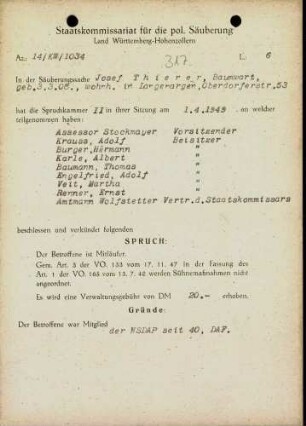 Staatskommissariat für die pol. Säuberung
Land Württemberg-Hohenzollern
Az. 14/KW/1034
317
L 6
In der Säuberungssache Josef Thierer, Baumwart,
geb.3.3.08., wohnh. in Lorgerargen, Oberdorferstr.53
hat die Spruchkammer II in ihrer Sitzung am 1.4.1949 an welcher
teilgenommen haben:
Assessor Stockmayer Vorsitzender
Krauss, Adolf Beisitzer
Burger, Hermann "
Karle, Albert "
Baumann, Thomas "
Engelfried, Adolf "
Veit, Martha "
Renner, Ernst "
Amtmann Wolfstetter Vertr.d.Staatskommissars
beschlossen und verkündet folgenden
SPRUCH:
Der Betroffene ist Mitläufer.
Gem. Art. 3 der VO. 133 vom 17. 11. 47 in der Fassung des
Art. 1 der VO. 165 vom 13. 7. 48 werden Sühnemaßnahmen nicht
angeordnet.
Es wird eine Verwaltungsgebühr von DM 20.- erhoben.
Gründe:
Der Betroffene war Mitglied
der NSDAP seit 40, DAF.